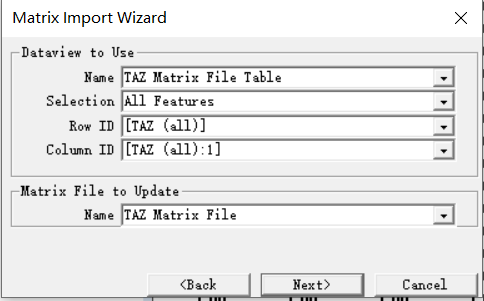 Matrix Import Wizard
Dataview to Use
Name TAZ Matrix File Table
Selection All Features
Row ID [TAZ (all)]
Column ID [TAZ (all):1]
Matrix File to Update
Name TAZ Matrix File
<Back Next> Cancel